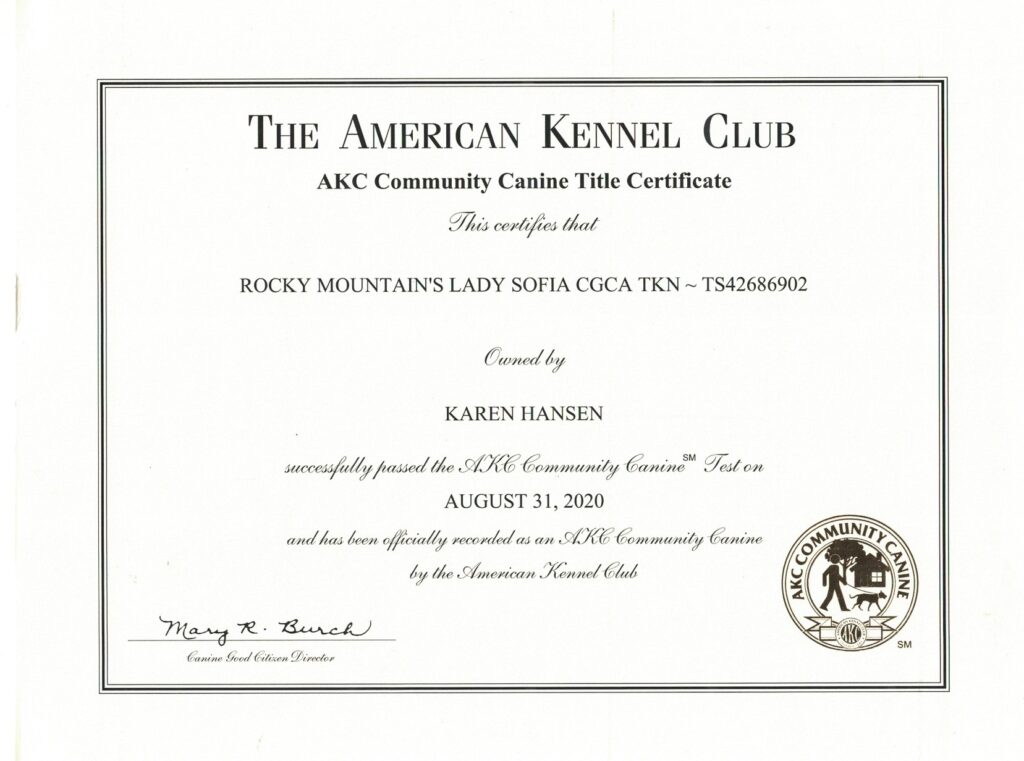 THE AMERICAN KENNEL CLUB
AKC Community Canine Title Certificate
This certifies that
ROCKY MOUNTAIN'S LADY SOFIA CGCA TKN ~ TS42686902
Owned by
KAREN HANSEN
successfully passed the AKC Community Canine℠ Test on
AUGUST 31, 2020
and has been officially recorded as an AKC Community Canine
by the American Kennel Club
Mary R. Burch
Canine Good Citizen Director
AKC COMMUNITY CANINE
AKC
SM